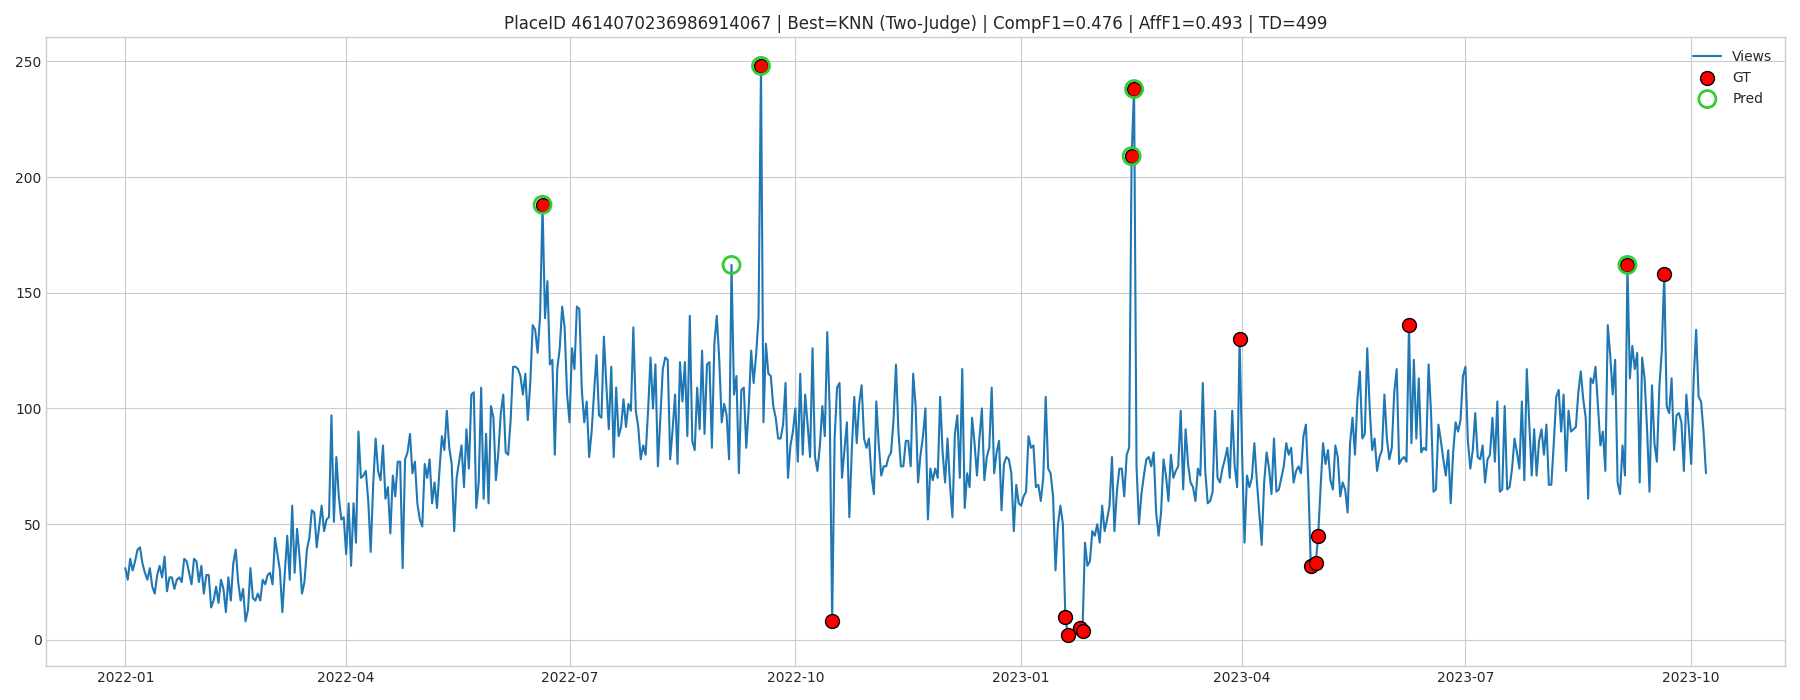 PlaceID 4614070236986914067 | Best=KNN (Two-Judge) | CompF1=0.476 | AffF1=0.493 | TD=499
Views
GT
Pred
250
200
150
100
50
0
2022-01 2022-04 2022-07 2022-10 2023-01 2023-04 2023-07 2023-10